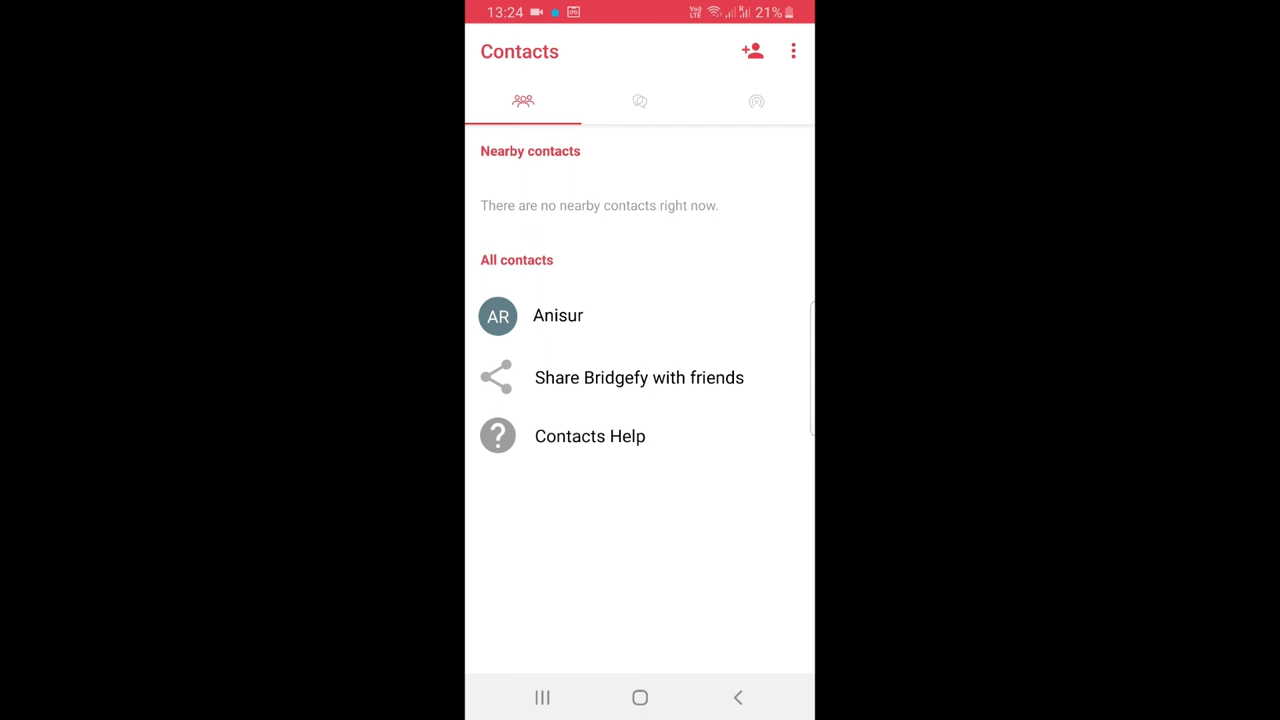 13:24 VoLTE R 21%
Contacts
Nearby contacts
There are no nearby contacts right now.
All contacts
AR Anisur
Share Bridgefy with friends
? Contacts Help